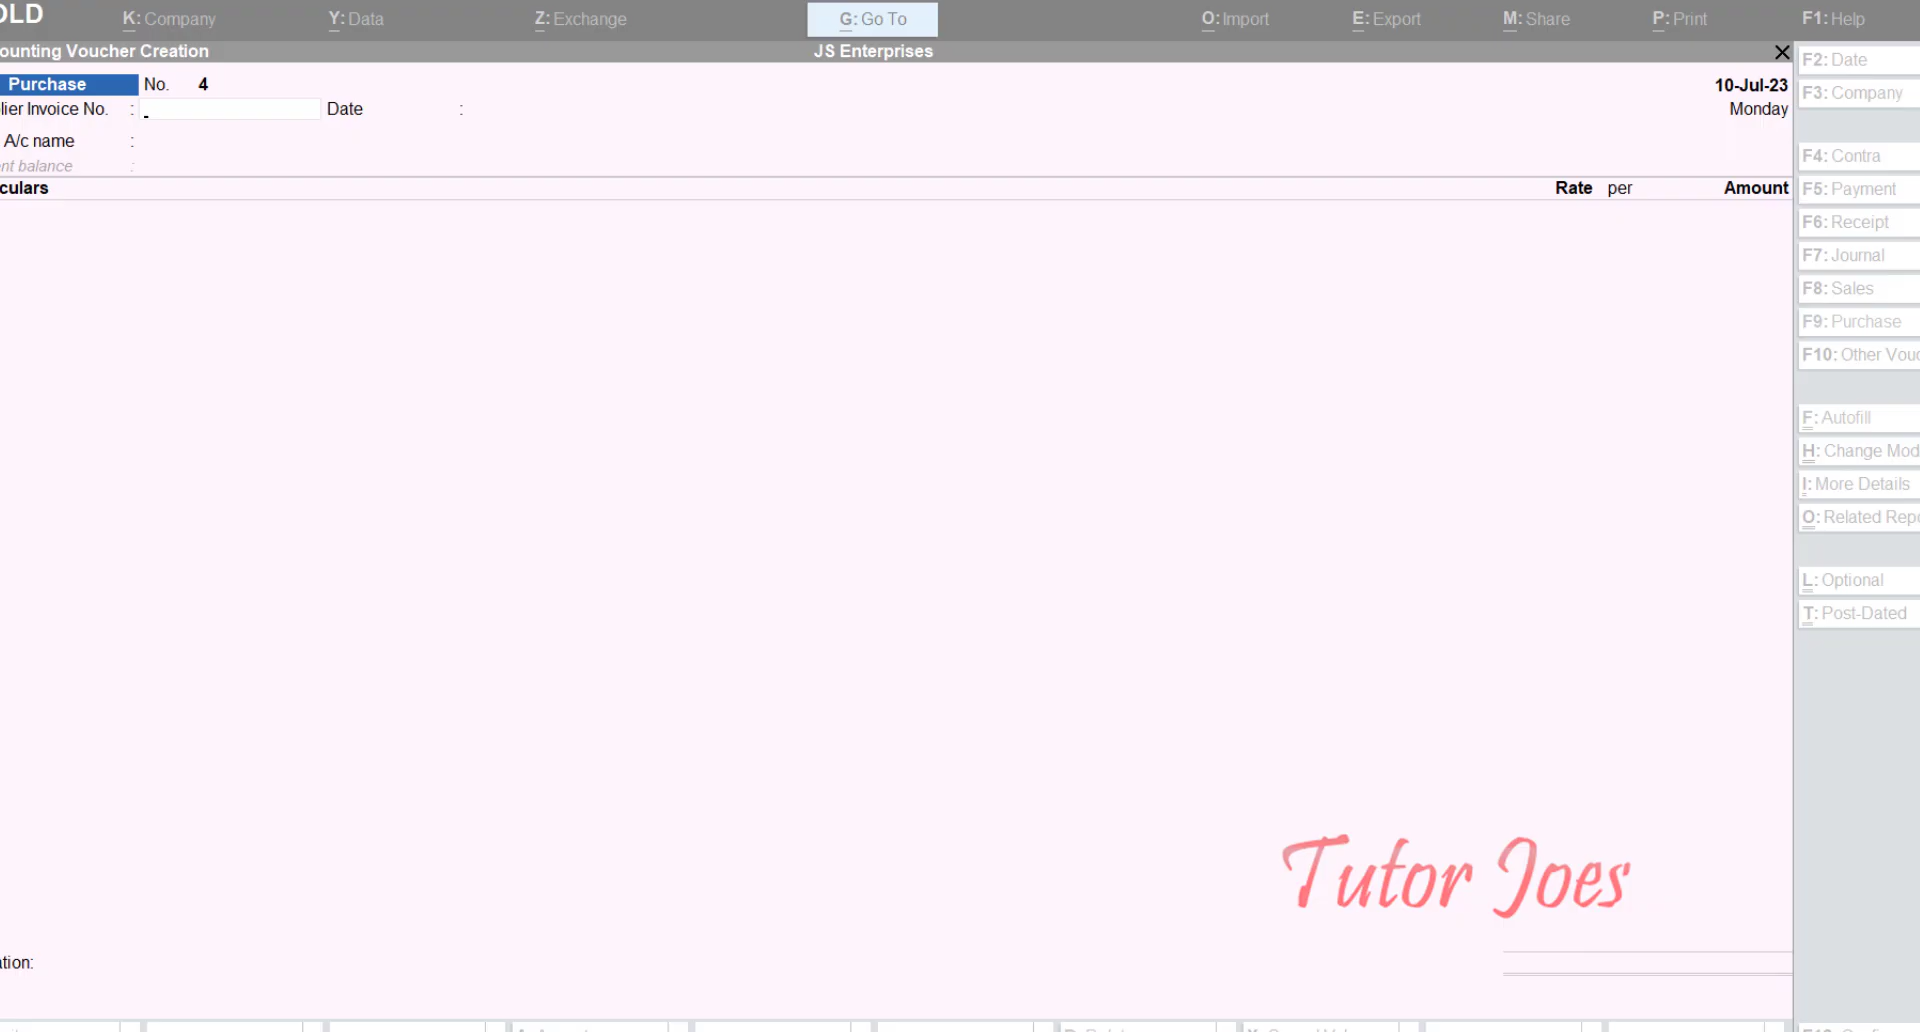 OLD
K: Company
Y: Data
Z: Exchange
G: Go To
O: Import
E: Export
M: Share
P: Print
F1: Help
ounting Voucher Creation
JS Enterprises
Purchase No. 4
10-Jul-23
lier Invoice No. :
Date :
Monday
A/c name :
nt balance :
culars
Rate per
Amount
F2: Date
F3: Company
F4: Contra
F5: Payment
F6: Receipt
F7: Journal
F8: Sales
F9: Purchase
F10: Other Vouc
F: Autofill
H: Change Mod
I: More Details
O: Related Repo
L: Optional
T: Post-Dated
Tutor Joes
ation: